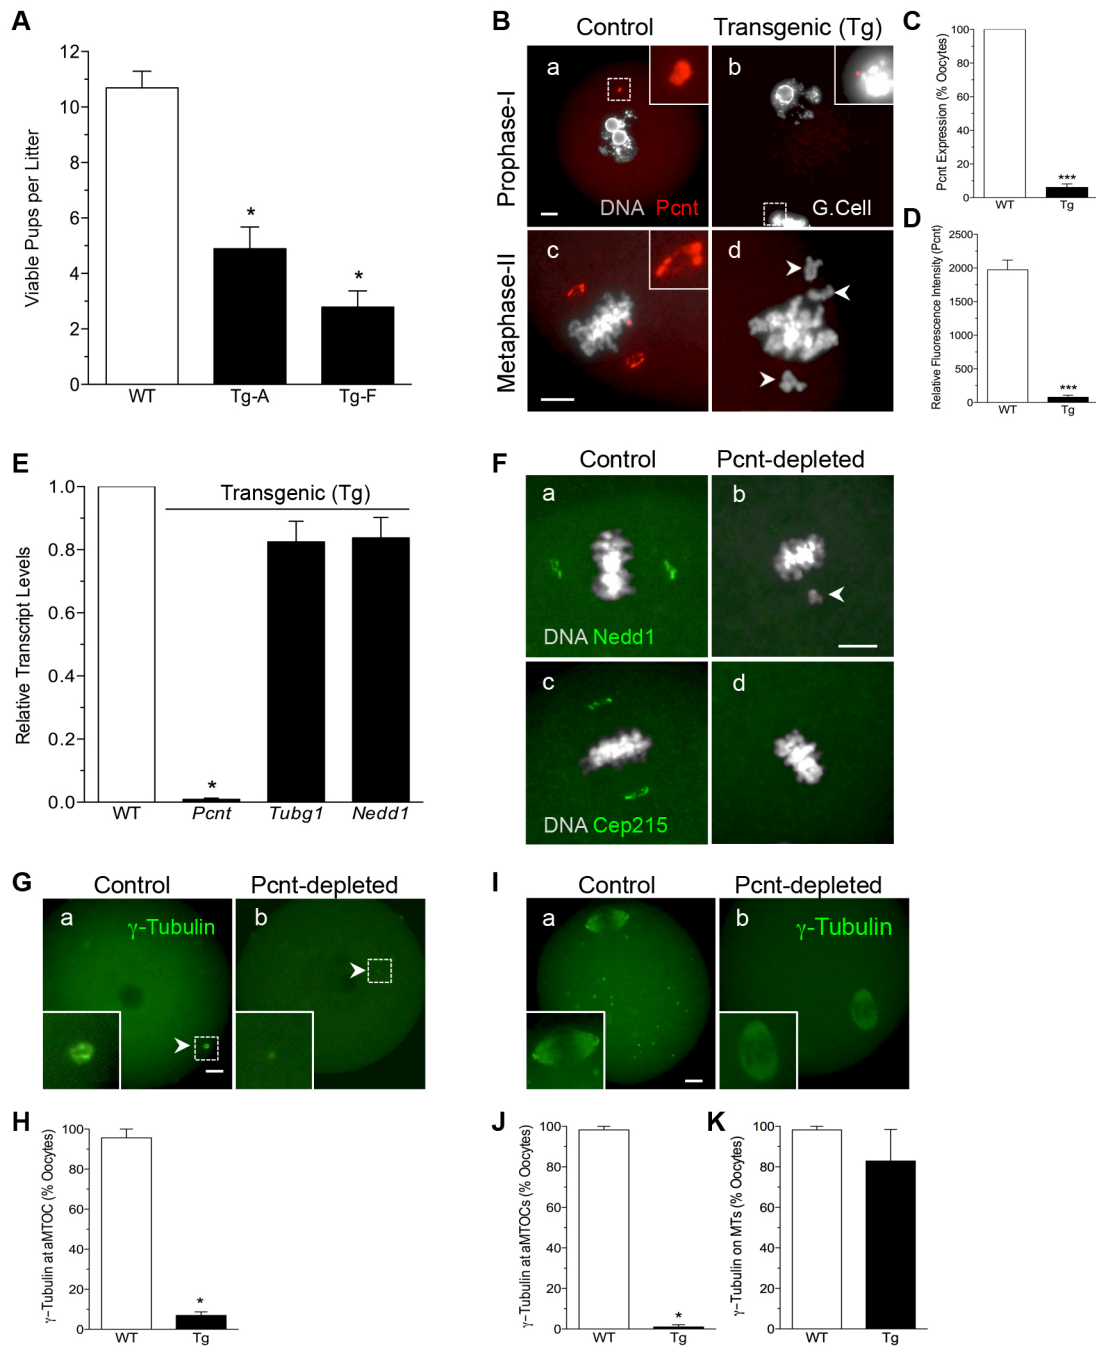 A
Viable Pups per Litter
12
10
8
6
4
2
0
WT
Tg-A
Tg-F
*
*
B
Control
Transgenic (Tg)
Prophase-I
Metaphase-II
a
b
c
d
DNA Pcnt
G.Cell
C
Pcnt Expression (% Oocytes)
100
80
60
40
20
0
WT
Tg
***
D
Relative Fluorescence Intensity (Pcnt)
2500
2000
1500
1000
500
0
WT
Tg
***
E
Relative Transcript Levels
1.0
0.8
0.6
0.4
0.2
0.0
Transgenic (Tg)
*
WT
Pcnt
Tubg1
Nedd1
F
Control
Pcnt-depleted
a
b
DNA Nedd1
c
d
DNA Cep215
G
Control
Pcnt-depleted
a
b
γ-Tubulin
H
γ-Tubulin at aMTOC (% Oocytes)
100
80
60
40
20
0
WT
Tg
*
I
Control
Pcnt-depleted
a
b
γ-Tubulin
J
γ-Tubulin at aMTOCs (% Oocytes)
100
80
60
40
20
0
WT
Tg
*
K
γ-Tubulin on MTs (% Oocytes)
100
80
60
40
20
0
WT
Tg